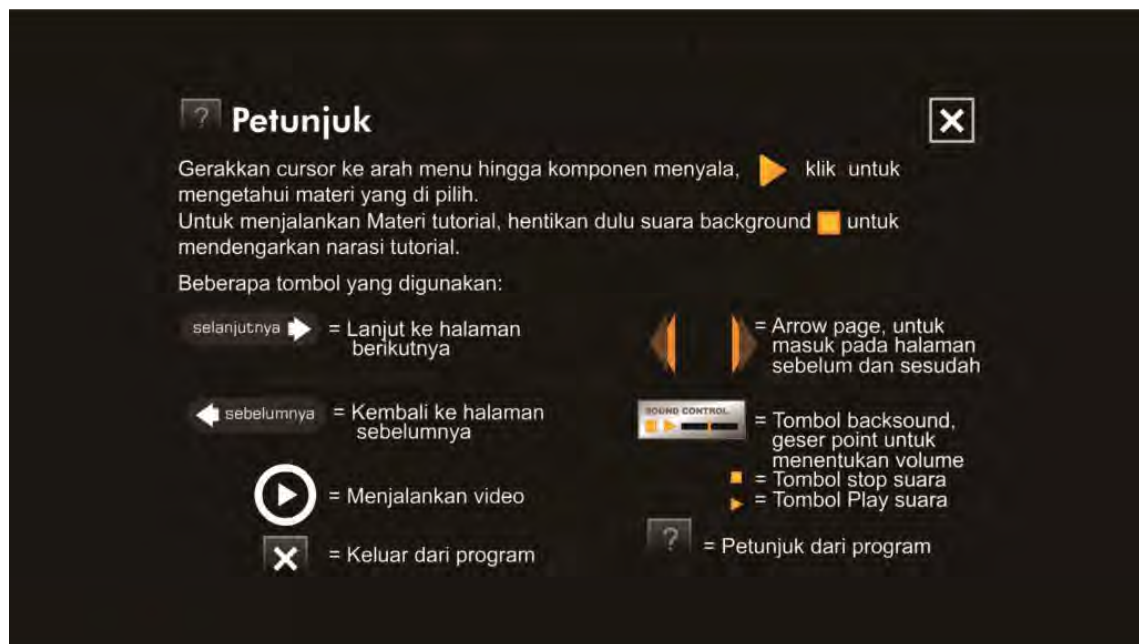 ? Petunjuk
Gerakkan cursor ke arah menu hingga komponen menyala, klik untuk
mengetahui materi yang di pilih.
Untuk menjalankan Materi tutorial, hentikan dulu suara background untuk
mendengarkan narasi tutorial.
Beberapa tombol yang digunakan:
selanjutnya = Lanjut ke halaman
berikutnya
sebelumnya = Kembali ke halaman
sebelumnya
= Menjalankan video
= Keluar dari program
= Arrow page, untuk
masuk pada halaman
sebelum dan sesudah
SOUND CONTROL
= Tombol backsound,
geser point untuk
menentukan volume
= Tombol stop suara
= Tombol Play suara
? = Petunjuk dari program